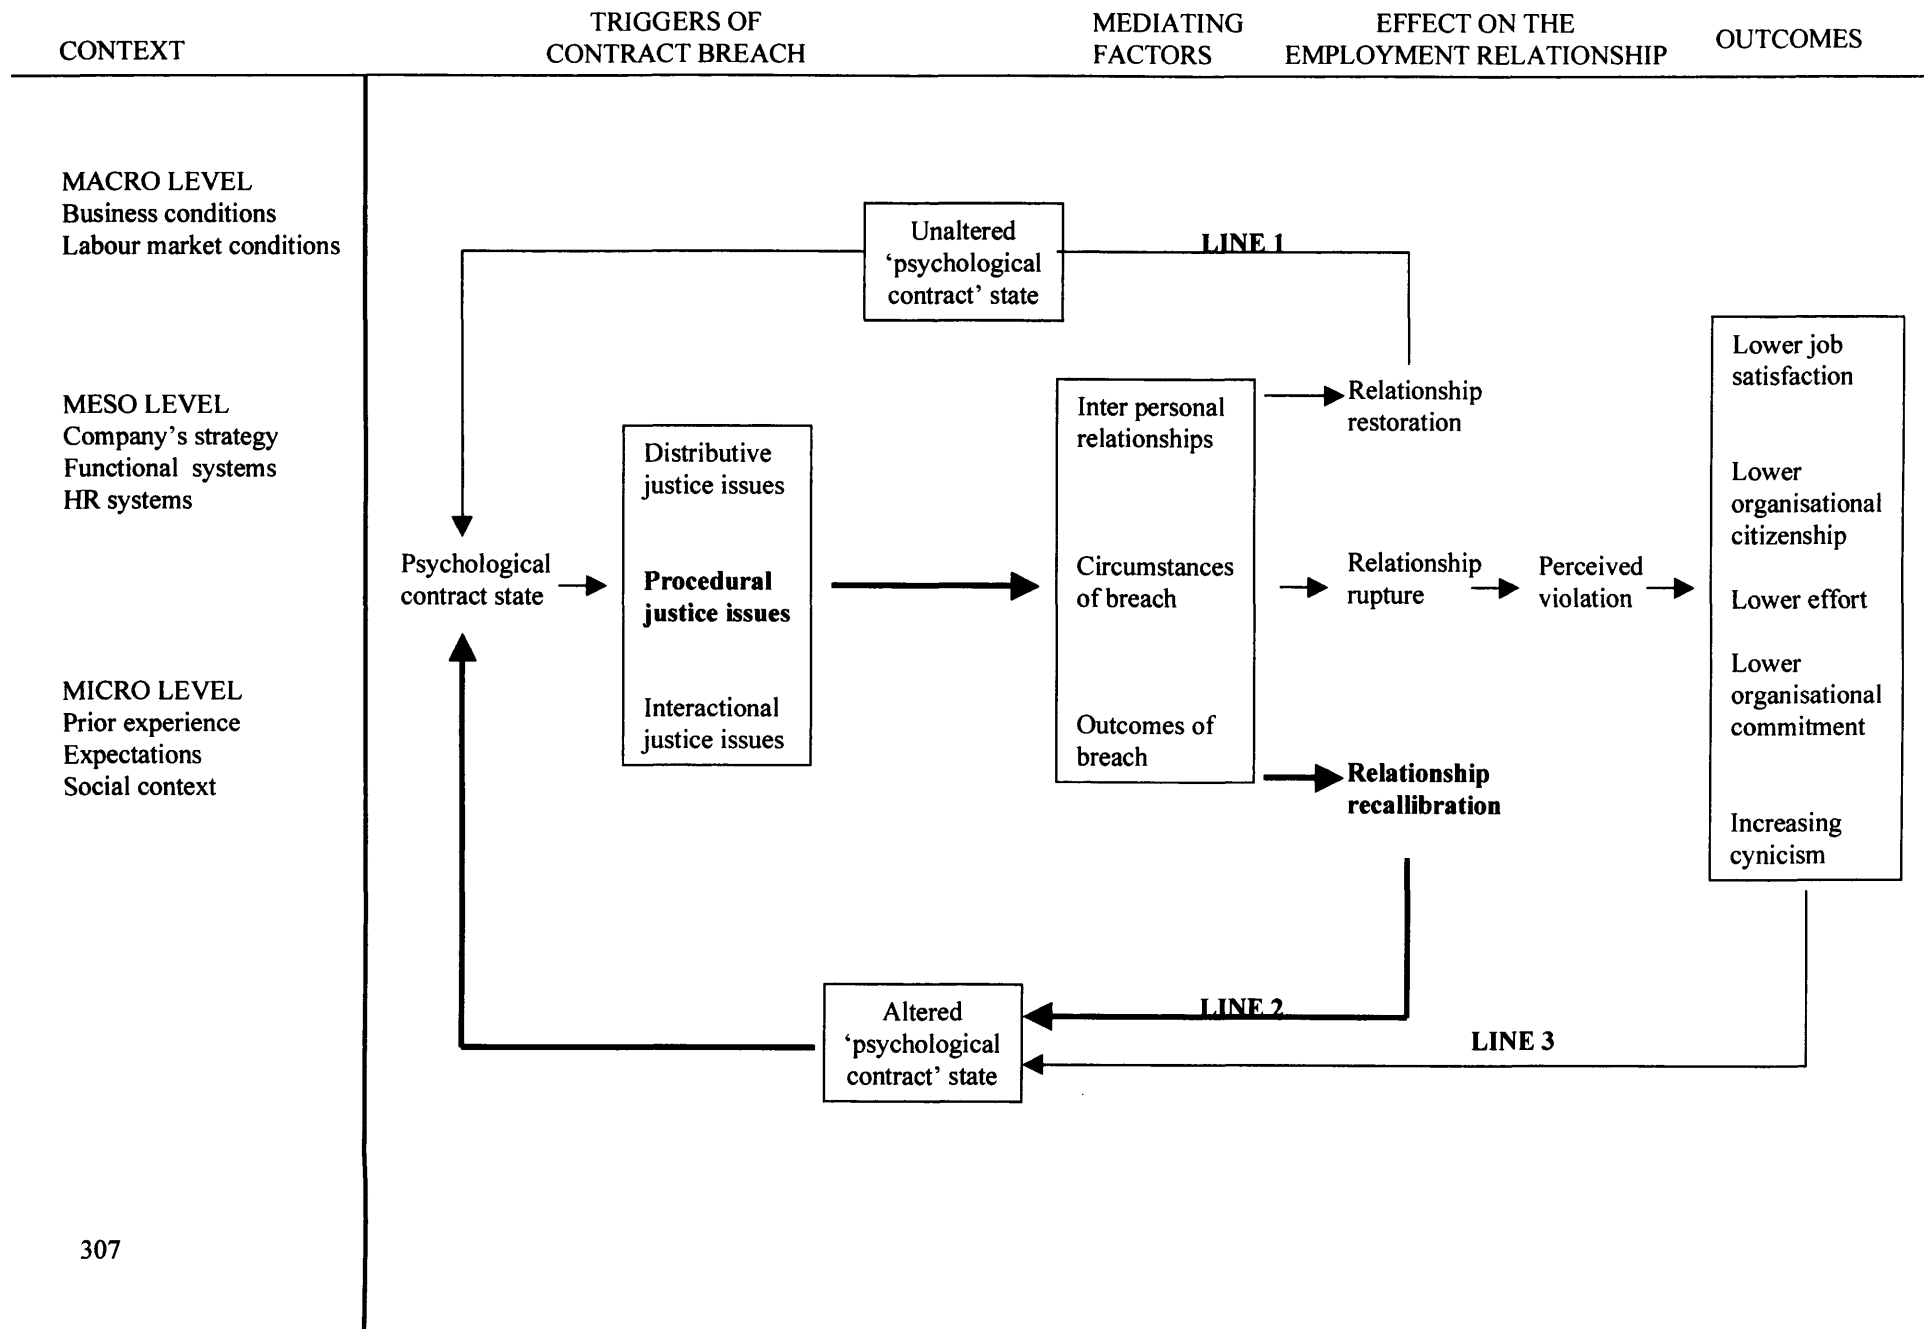 CONTEXT
TRIGGERS OF
CONTRACT BREACH
MEDIATING
FACTORS
EFFECT ON THE
EMPLOYMENT RELATIONSHIP
OUTCOMES
MACRO LEVEL
Business conditions
Labour market conditions
MESO LEVEL
Company’s strategy
Functional systems
HR systems
MICRO LEVEL
Prior experience
Expectations
Social context
Unaltered
‘psychological
contract’ state
LINE 1
Psychological
contract state
Distributive
justice issues
Procedural
justice issues
Interactional
justice issues
Inter personal
relationships
Circumstances
of breach
Outcomes of
breach
Relationship
restoration
Relationship
rupture
Perceived
violation
Relationship
recallibration
Lower job
satisfaction
Lower
organisational
citizenship
Lower effort
Lower
organisational
commitment
Increasing
cynicism
Altered
‘psychological
contract’ state
LINE 2
LINE 3
307